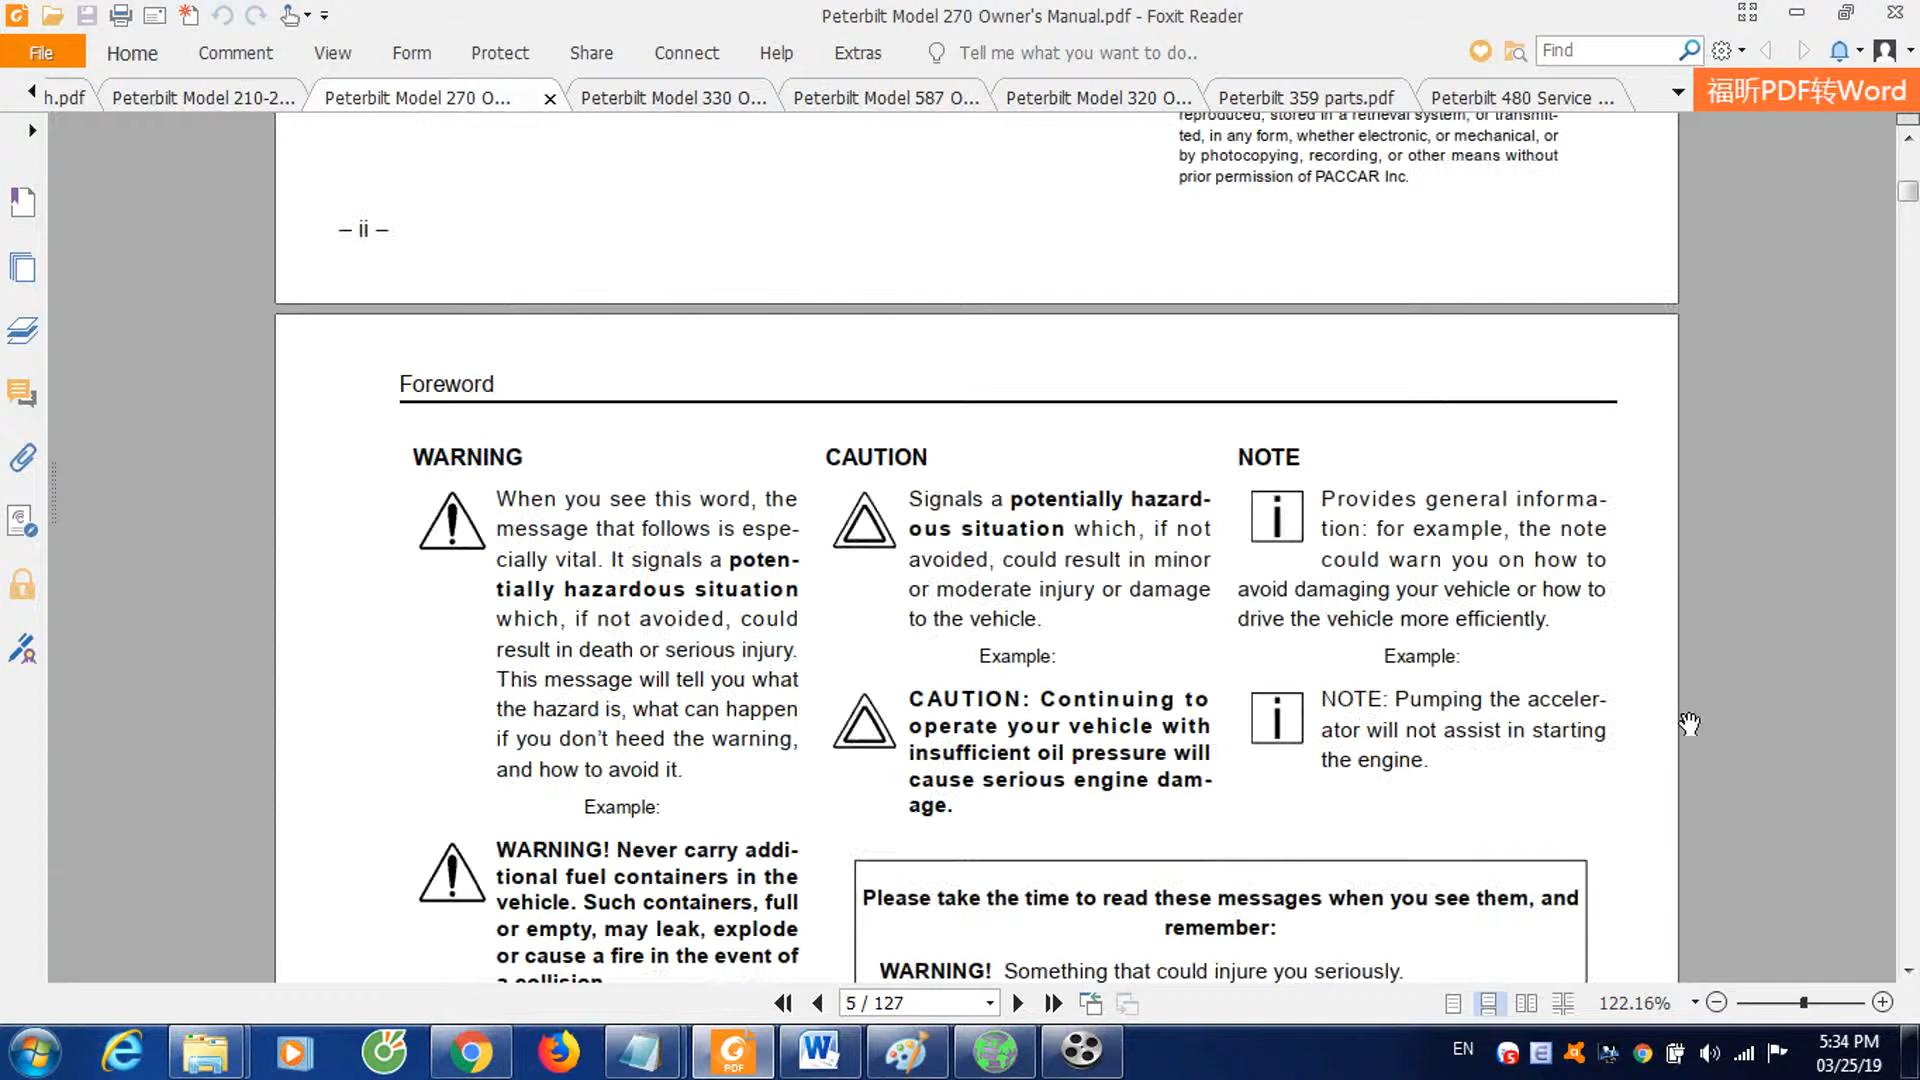 Peterbilt Model 270 Owner's Manual.pdf - Foxit Reader
File Home Comment View Form Protect Share Connect Help Extras Tell me what you want to do.. Find
h.pdf Peterbilt Model 210-2... Peterbilt Model 270 O... Peterbilt Model 330 O... Peterbilt Model 587 O... Peterbilt Model 320 O... Peterbilt 359 parts.pdf Peterbilt 480 Service ... 福昕PDF转Word
reproduced, stored in a retrieval system, or transmit-
ted, in any form, whether electronic, or mechanical, or
by photocopying, recording, or other means without
prior permission of PACCAR Inc.
– ii –
Foreword
WARNING
When you see this word, the
message that follows is espe-
cially vital. It signals a poten-
tially hazardous situation
which, if not avoided, could
result in death or serious injury.
This message will tell you what
the hazard is, what can happen
if you don't heed the warning,
and how to avoid it.
Example:
WARNING! Never carry addi-
tional fuel containers in the
vehicle. Such containers, full
or empty, may leak, explode
or cause a fire in the event of
a collision.
CAUTION
Signals a potentially hazard-
ous situation which, if not
avoided, could result in minor
or moderate injury or damage
to the vehicle.
Example:
CAUTION: Continuing to
operate your vehicle with
insufficient oil pressure will
cause serious engine dam-
age.
NOTE
Provides general informa-
tion: for example, the note
could warn you on how to
avoid damaging your vehicle or how to
drive the vehicle more efficiently.
Example:
NOTE: Pumping the acceler-
ator will not assist in starting
the engine.
Please take the time to read these messages when you see them, and
remember:
WARNING! Something that could injure you seriously.
5 / 127 122.16%
EN 5:34 PM
03/25/19